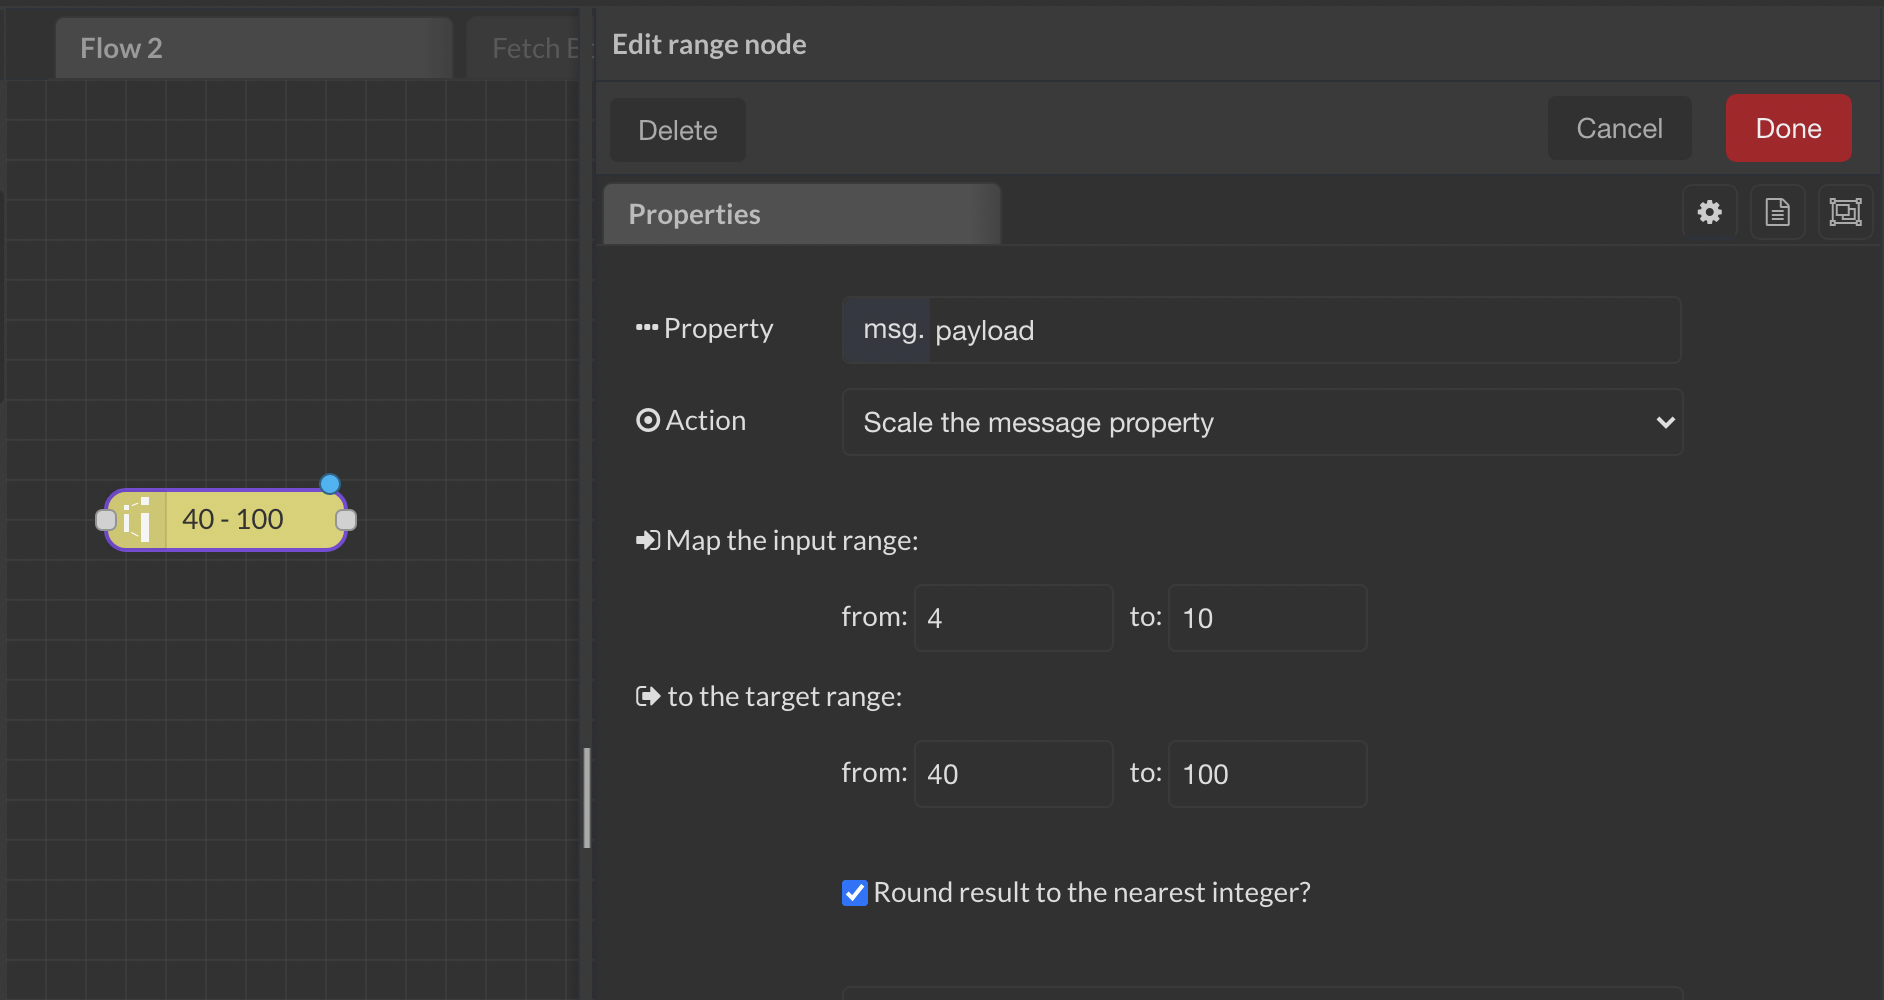 Flow 2
Fetch
Edit range node
Delete
Cancel
Done
Properties
Property
msg. payload
Action
Scale the message property
40 - 100
Map the input range:
from: 4 to: 10
to the target range:
from: 40 to: 100
Round result to the nearest integer?